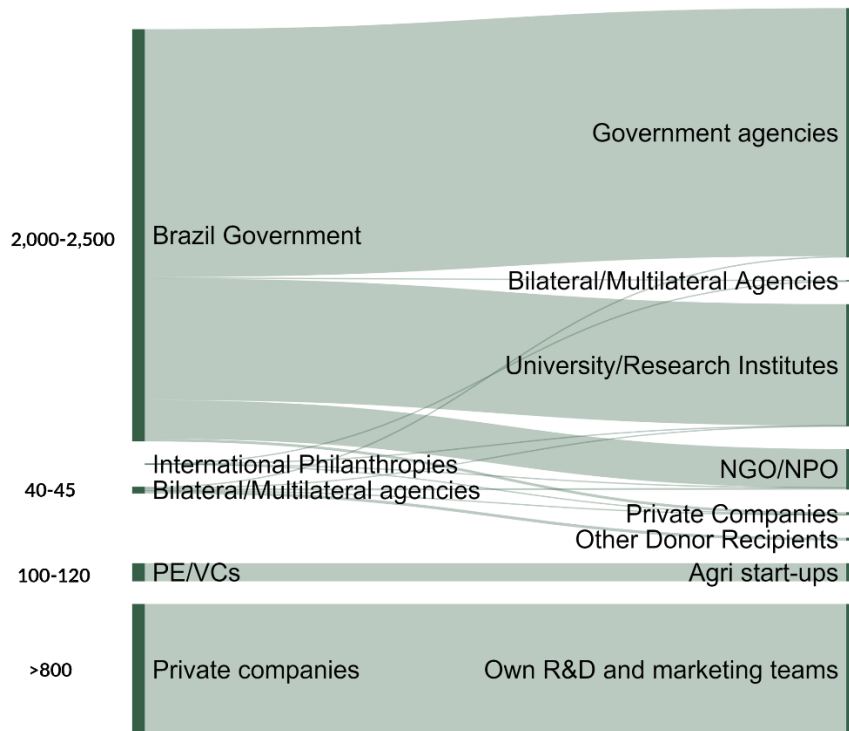 Government agencies
2,000-2,500
Brazil Government
Bilateral/Multilateral Agencies
University/Research Institutes
International Philanthropies
NGO/NPO
40-45
Bilateral/Multilateral agencies
Private Companies
Other Donor Recipients
100-120
PE/VCs
Agri start-ups
>800
Private companies
Own R&D and marketing teams